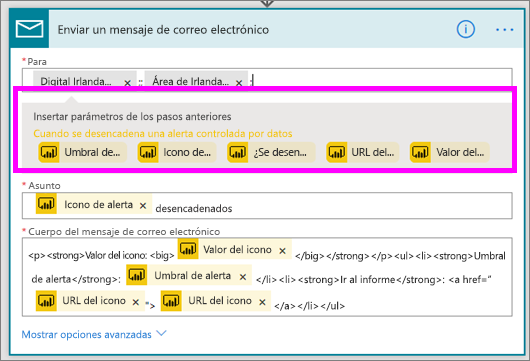 Enviar un mensaje de correo electrónico
* Para
Digital Irlanda... × ; Área de Irlanda... × ;
Insertar parámetros de los pasos anteriores
Cuando se desencadena una alerta controlada por datos
Umbral de... Icono de... ¿Se desen... URL del... Valor del...
* Asunto
Icono de alerta × desencadenados
* Cuerpo del mensaje de correo electrónico
<p><strong>Valor del icono: <big> Valor del icono × </big></strong></p><ul><li><strong>Umbral
de alerta</strong>: Umbral de alerta × </li><li><strong>Ir al informe</strong>: <a href="
URL del icono × "> URL del icono × </a></li></ul>
Mostrar opciones avanzadas